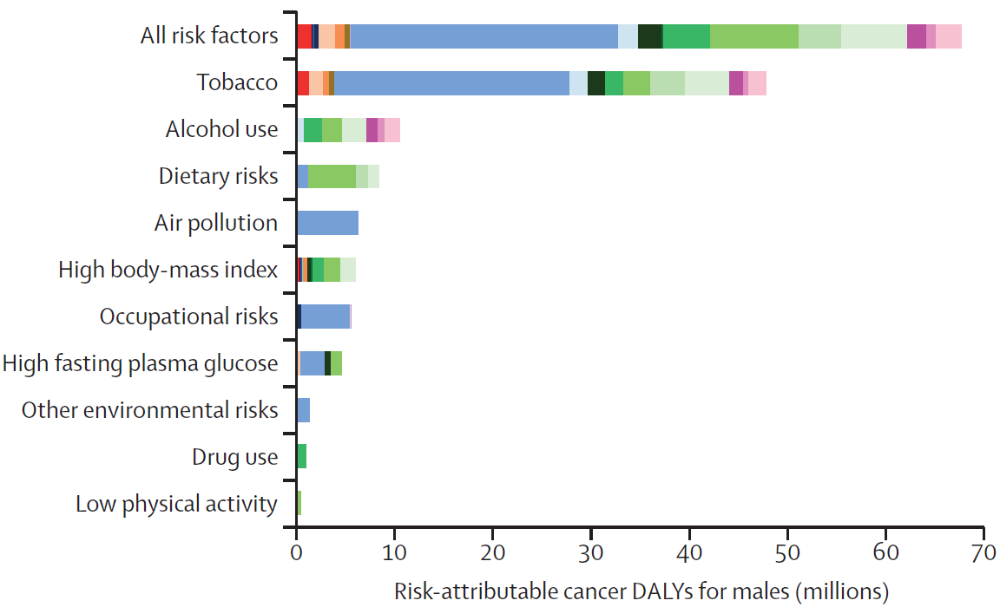 All risk factors
Tobacco
Alcohol use
Dietary risks
Air pollution
High body-mass index
Occupational risks
High fasting plasma glucose
Other environmental risks
Drug use
Low physical activity
0 10 20 30 40 50 60 70
Risk-attributable cancer DALYs for males (millions)